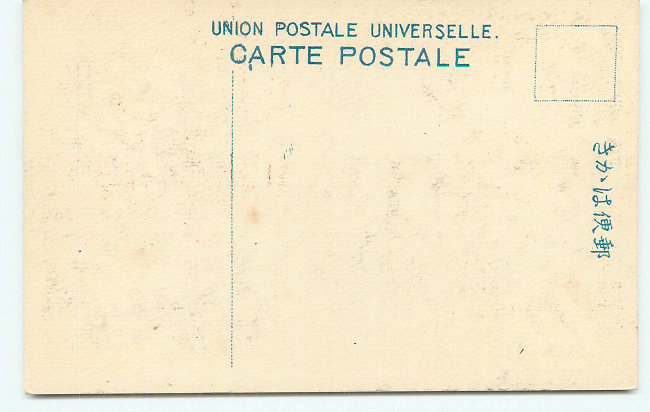 UNION POSTALE UNIVERSELLE.
CARTE POSTALE
きかは便郵